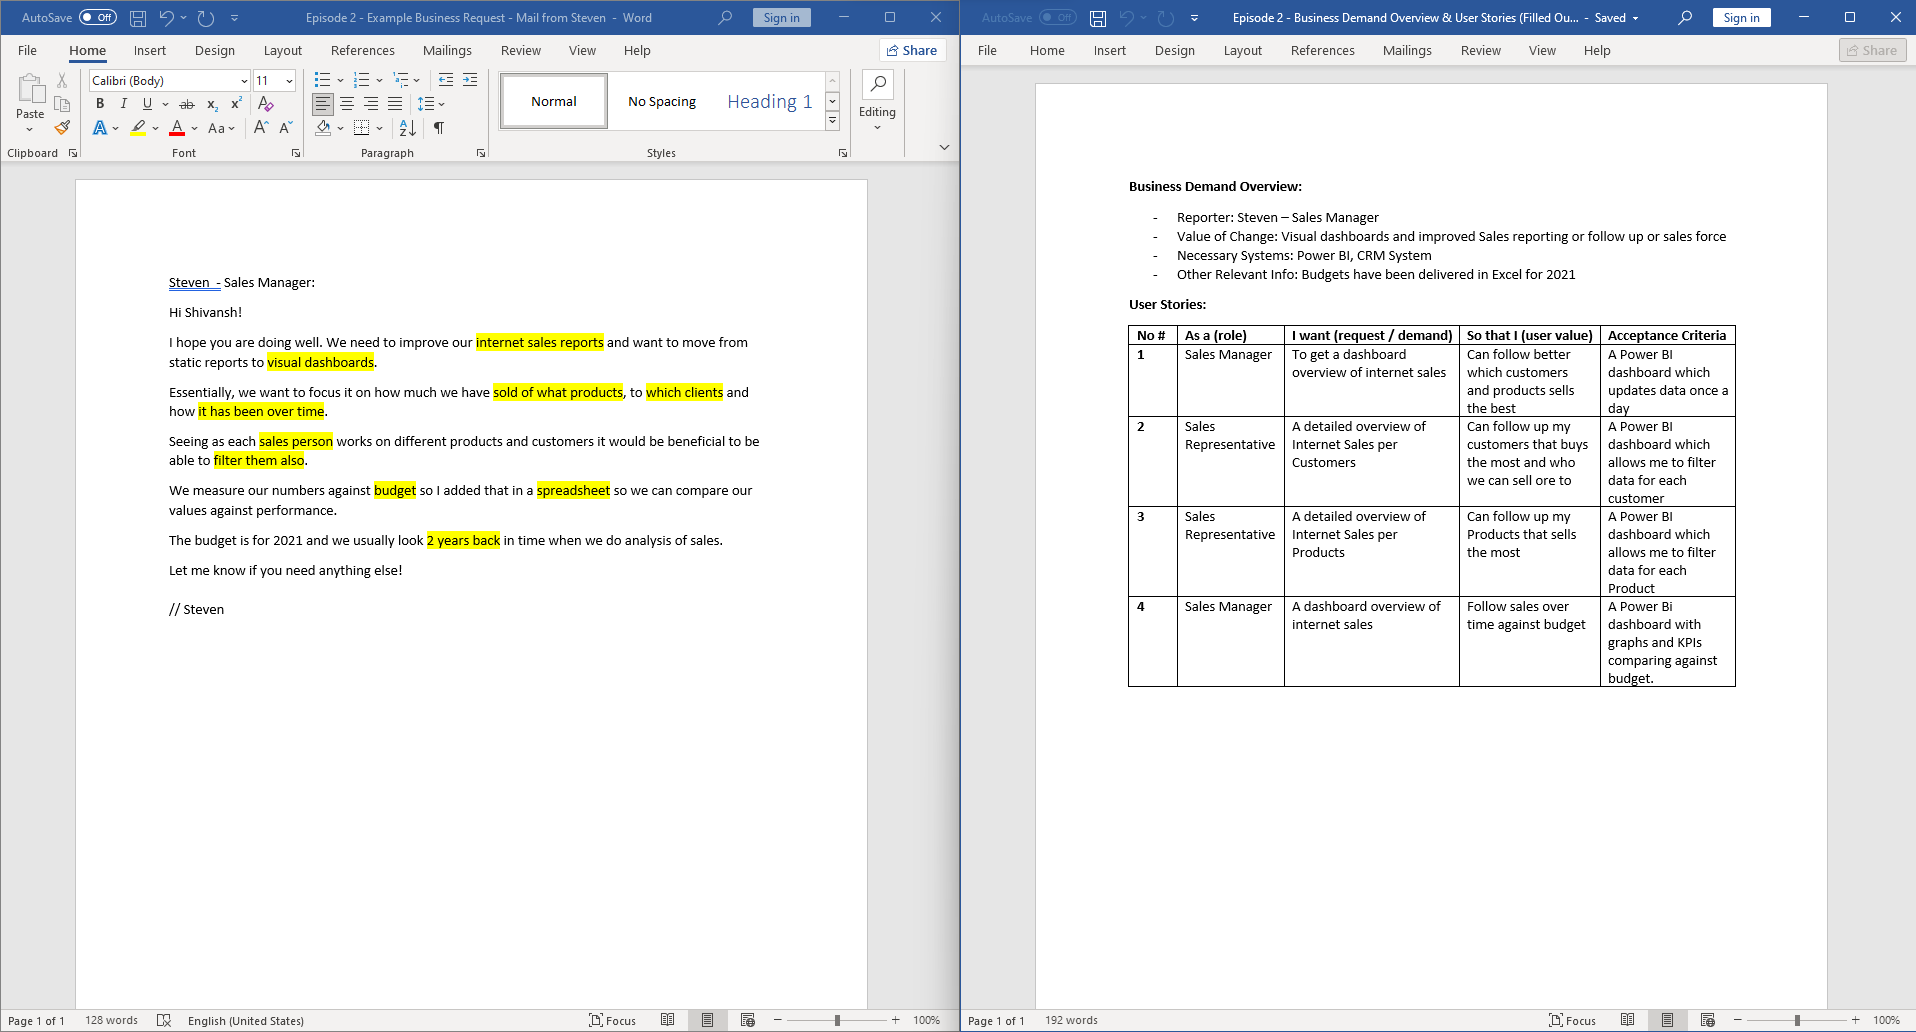 AutoSave Off Episode 2 - Example Business Request - Mail from Steven - Word Sign in
File Home Insert Design Layout References Mailings Review View Help Share
Calibri (Body) 11
Paste
B I U ab x₂ x²
A A Aa A A
Normal No Spacing Heading 1
Editing
Clipboard Font Paragraph Styles
Steven - Sales Manager:
Hi Shivansh!
I hope you are doing well. We need to improve our internet sales reports and want to move from
static reports to visual dashboards.
Essentially, we want to focus it on how much we have sold of what products, to which clients and
how it has been over time.
Seeing as each sales person works on different products and customers it would be beneficial to be
able to filter them also.
We measure our numbers against budget so I added that in a spreadsheet so we can compare our
values against performance.
The budget is for 2021 and we usually look 2 years back in time when we do analysis of sales.
Let me know if you need anything else!
// Steven
Page 1 of 1 128 words English (United States) Focus 100%
AutoSave Off Episode 2 - Business Demand Overview & User Stories (Filled Ou... - Saved Sign in
File Home Insert Design Layout References Mailings Review View Help Share
Business Demand Overview:
- Reporter: Steven – Sales Manager
- Value of Change: Visual dashboards and improved Sales reporting or follow up or sales force
- Necessary Systems: Power BI, CRM System
- Other Relevant Info: Budgets have been delivered in Excel for 2021
User Stories:
No # As a (role) I want (request / demand) So that I (user value) Acceptance Criteria
1 Sales Manager To get a dashboard Can follow better A Power BI
overview of internet sales which customers dashboard which
and products sells updates data once a
the best day
2 Sales A detailed overview of Can follow up my A Power BI
Representative Internet Sales per customers that buys dashboard which
Customers the most and who allows me to filter
we can sell ore to data for each
customer
3 Sales A detailed overview of Can follow up my A Power BI
Representative Internet Sales per Products that sells dashboard which
Products the most allows me to filter
data for each
Product
4 Sales Manager A dashboard overview of Follow sales over A Power Bi
internet sales time against budget dashboard with
graphs and KPIs
comparing against
budget.
Page 1 of 1 192 words Focus 100%